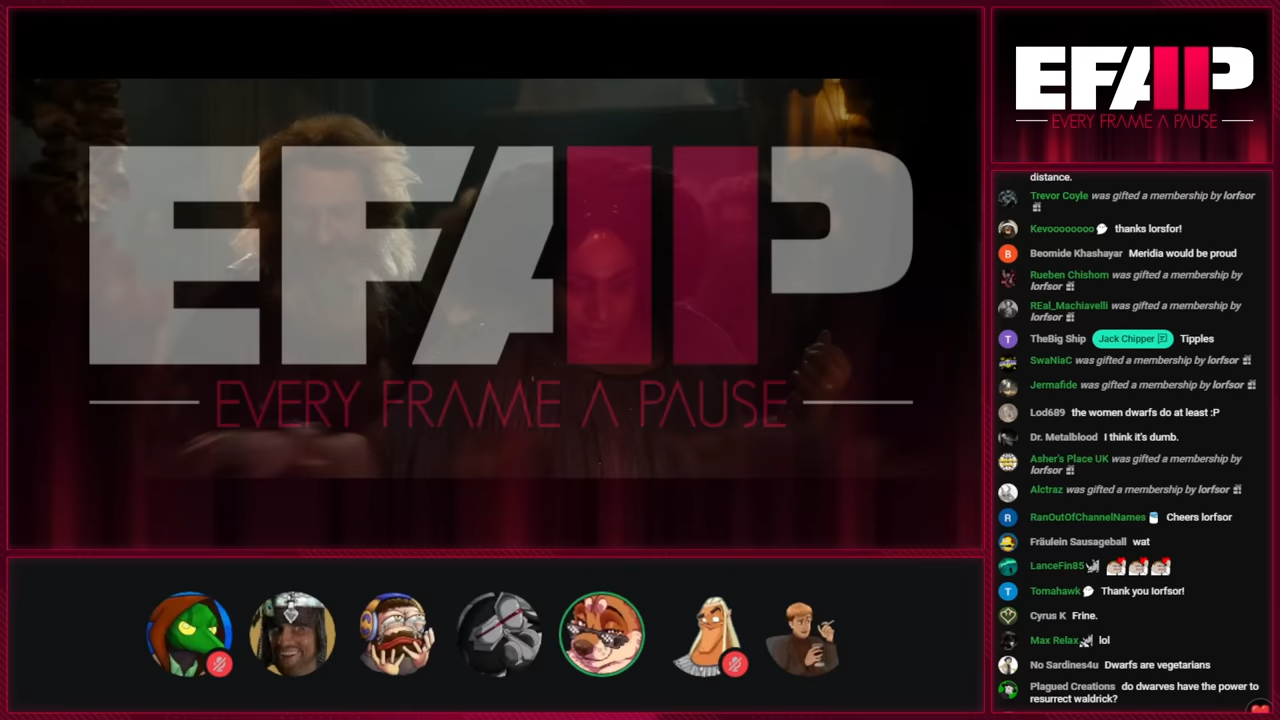 EFAP
EVERY FRAME A PAUSE
EFAP
EVERY FRAME A PAUSE
distance.
Trevor Coyle was gifted a membership by lorfsor
Kevoooooooo thanks lorsfor!
B
Beomide Khashayar Meridia would be proud
Rueben Chishom was gifted a membership by
lorfsor
REal_Machiavelli was gifted a membership by
lorfsor
T
TheBig Ship Jack Chipper Tipples
SwaNiaC was gifted a membership by lorfsor
Jermafide was gifted a membership by lorfsor
Lod689 the women dwarfs do at least :P
Dr. Metalblood I think it's dumb.
Asher's Place UK was gifted a membership by
lorfsor
Alctraz was gifted a membership by lorfsor
R
RanOutOfChannelNames Cheers lorfsor
Fräulein Sausageball wat
LanceFin85
T
Tomahawk Thank you lorfsor!
Cyrus K Frine.
Max Relax lol
No Sardines4u Dwarfs are vegetarians
Plagued Creations do dwarves have the power to
resurrect waldrick?